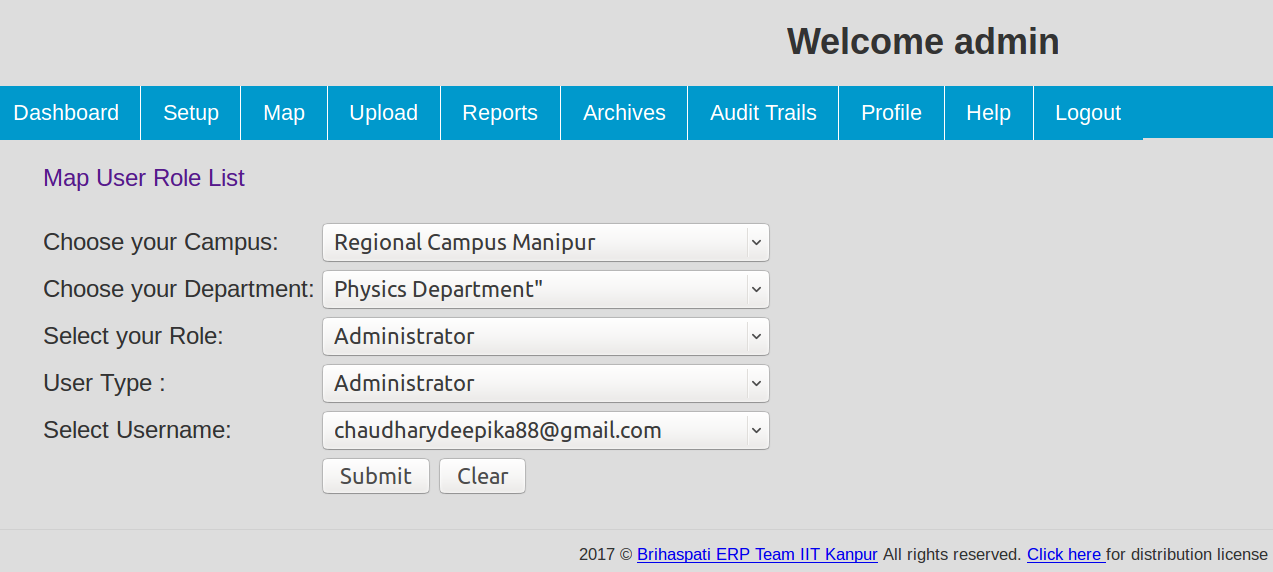 Welcome admin
Dashboard Setup Map Upload Reports Archives Audit Trails Profile Help Logout
Map User Role List
Choose your Campus: Regional Campus Manipur
Choose your Department: Physics Department"
Select your Role: Administrator
User Type : Administrator
Select Username: chaudharydeepika88@gmail.com
Submit Clear
2017 © Brihaspati ERP Team IIT Kanpur All rights reserved. Click here for distribution license